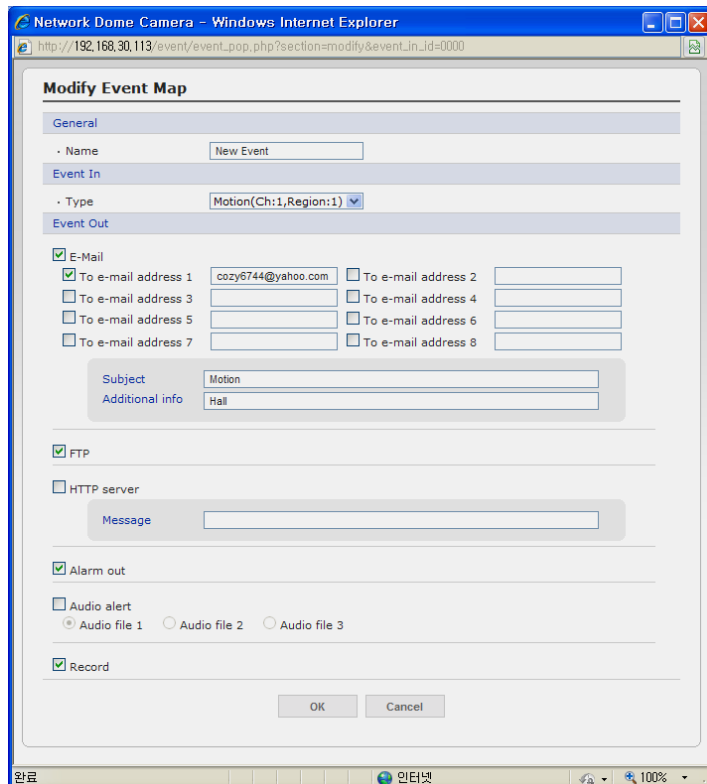 Network Dome Camera - Windows Internet Explorer
http://192,168,30,113/event/event_pop,php?section=modify&event_in_id=0000
Modify Event Map
General
· Name New Event
Event In
· Type Motion(Ch:1,Region:1)
Event Out
E-Mail
To e-mail address 1 cozy6744@yahoo.com To e-mail address 2
To e-mail address 3 To e-mail address 4
To e-mail address 5 To e-mail address 6
To e-mail address 7 To e-mail address 8
Subject Motion
Additional info Hall
FTP
HTTP server
Message
Alarm out
Audio alert
Audio file 1 Audio file 2 Audio file 3
Record
OK Cancel
완료 인터넷 100%